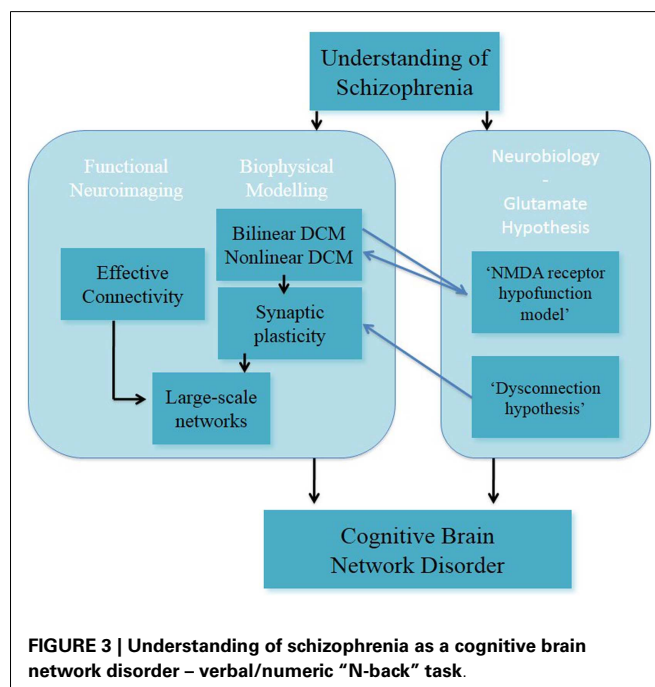 Understanding of
Schizophrenia
Functional
Neuroimaging
Biophysical
Modelling
Bilinear DCM
Nonlinear DCM
Effective
Connectivity
Synaptic
plasticity
Large-scale
networks
Neurobiology
-
Glutamate
Hypothesis
‘NMDA receptor
hypofunction
model’
‘Dysconnection
hypothesis’
Cognitive Brain
Network Disorder
FIGURE 3 | Understanding of schizophrenia as a cognitive brain
network disorder – verbal/numeric “N-back” task.